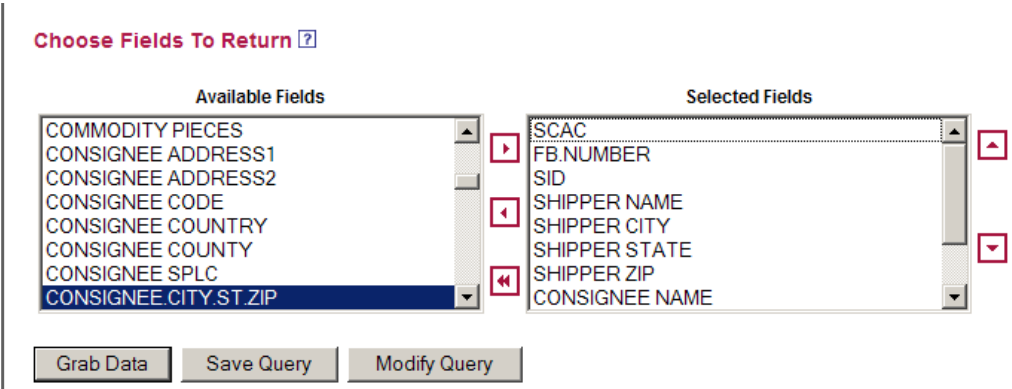 Choose Fields To Return ?
Available Fields
COMMODITY PIECES
CONSIGNEE ADDRESS1
CONSIGNEE ADDRESS2
CONSIGNEE CODE
CONSIGNEE COUNTRY
CONSIGNEE COUNTY
CONSIGNEE SPLC
CONSIGNEE.CITY.ST.ZIP
Selected Fields
SCAC
FB.NUMBER
SID
SHIPPER NAME
SHIPPER CITY
SHIPPER STATE
SHIPPER ZIP
CONSIGNEE NAME
Grab Data Save Query Modify Query